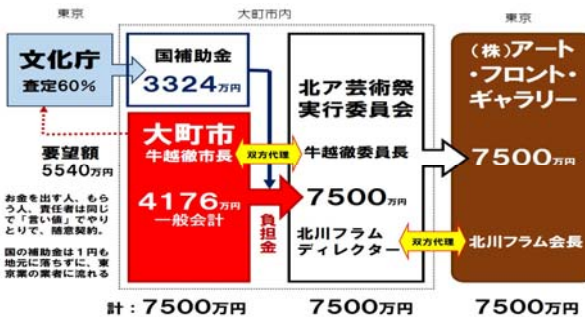 東京
大町市内
東京
文化庁
査定60%
国補助金
3324万円
北ア芸術祭
実行委員会
(株)アート
・フロント・
ギャラリー
要望額
5540万円
大町市
牛越徹市長
双方代理
牛越徹委員長
4176万円
一般会計
負担金
7500万円
7500万円
お金を出す人、もら
う人、責任者は同じ
で「言い値」でやり
とりで、随意契約。
国の補助金は1円も
地元に落ちずに、東
京業の業者に流れる
北川フラム
ディレクター
双方代理
北川フラム会長
計:7500万円
7500万円
7500万円